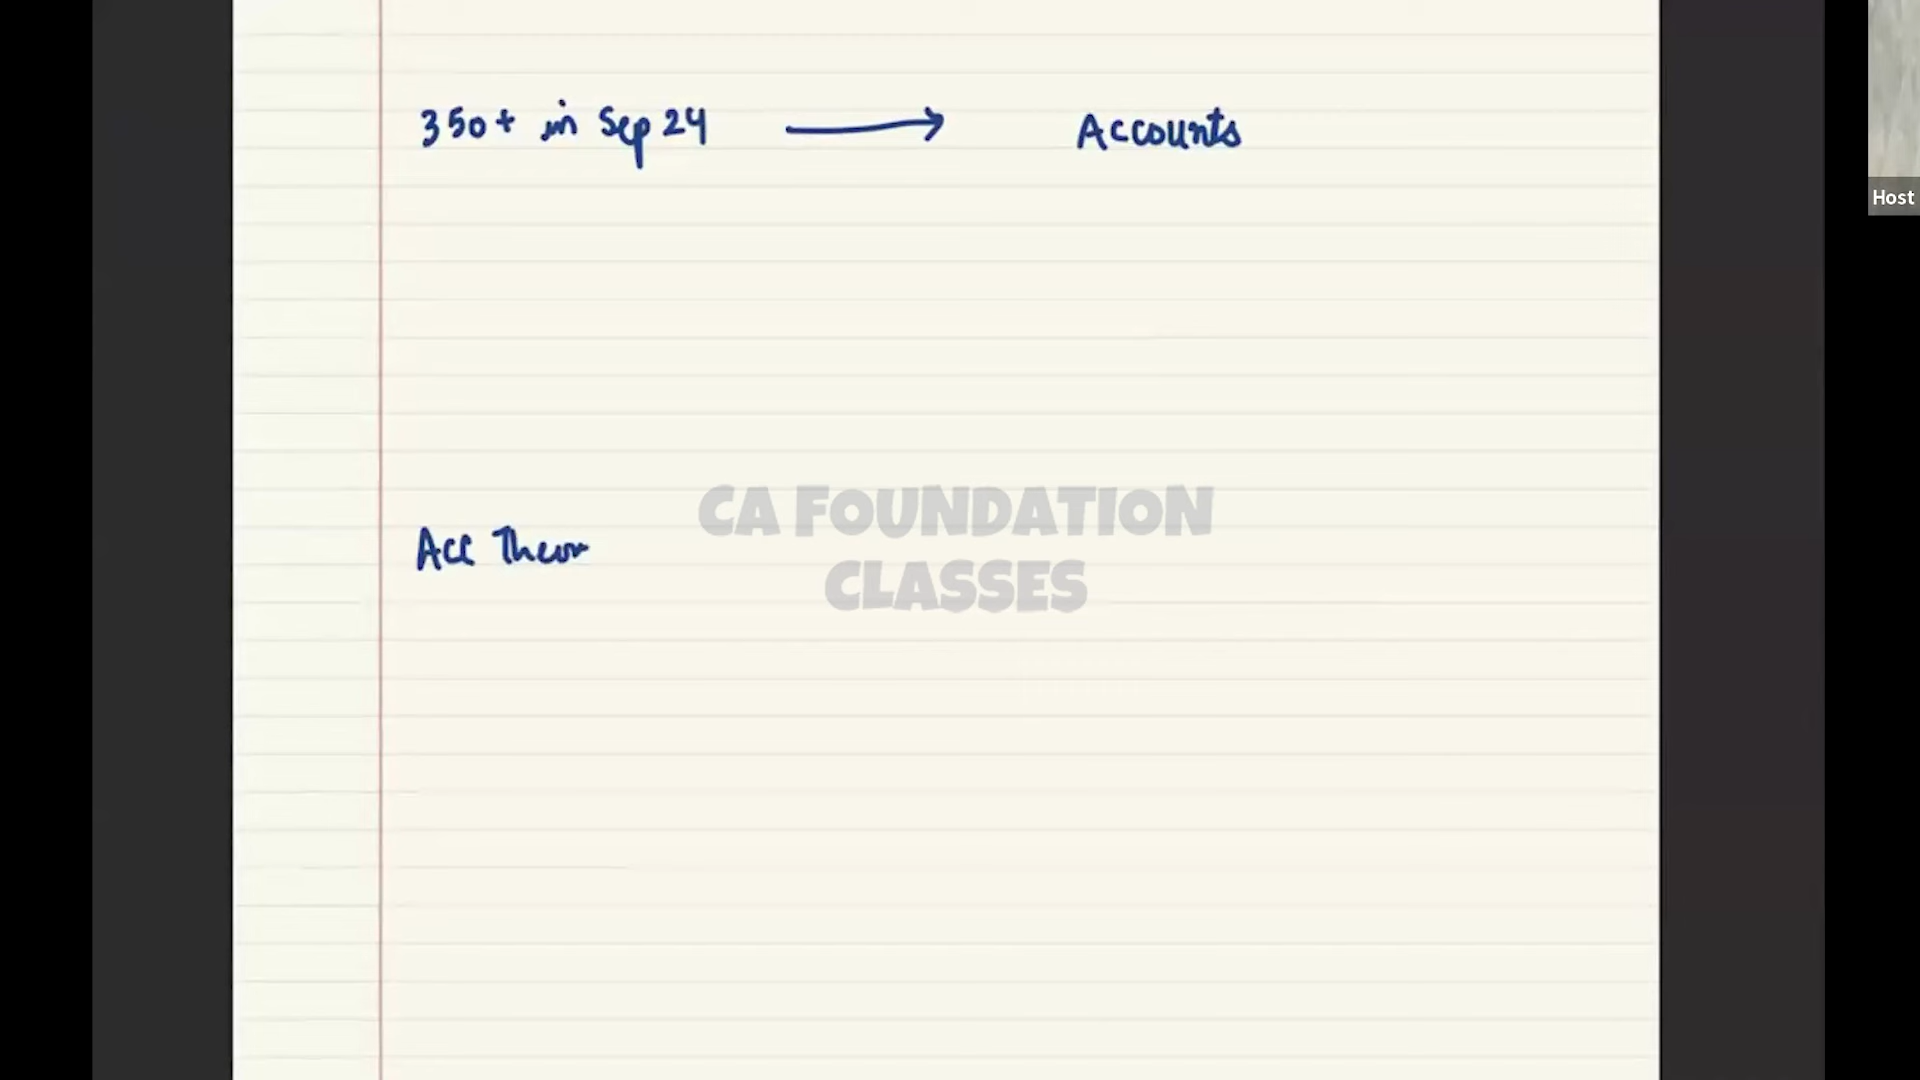 350+ in Sep 24 → Accounts
Host
CA FOUNDATION
CLASSES
Acc Theor